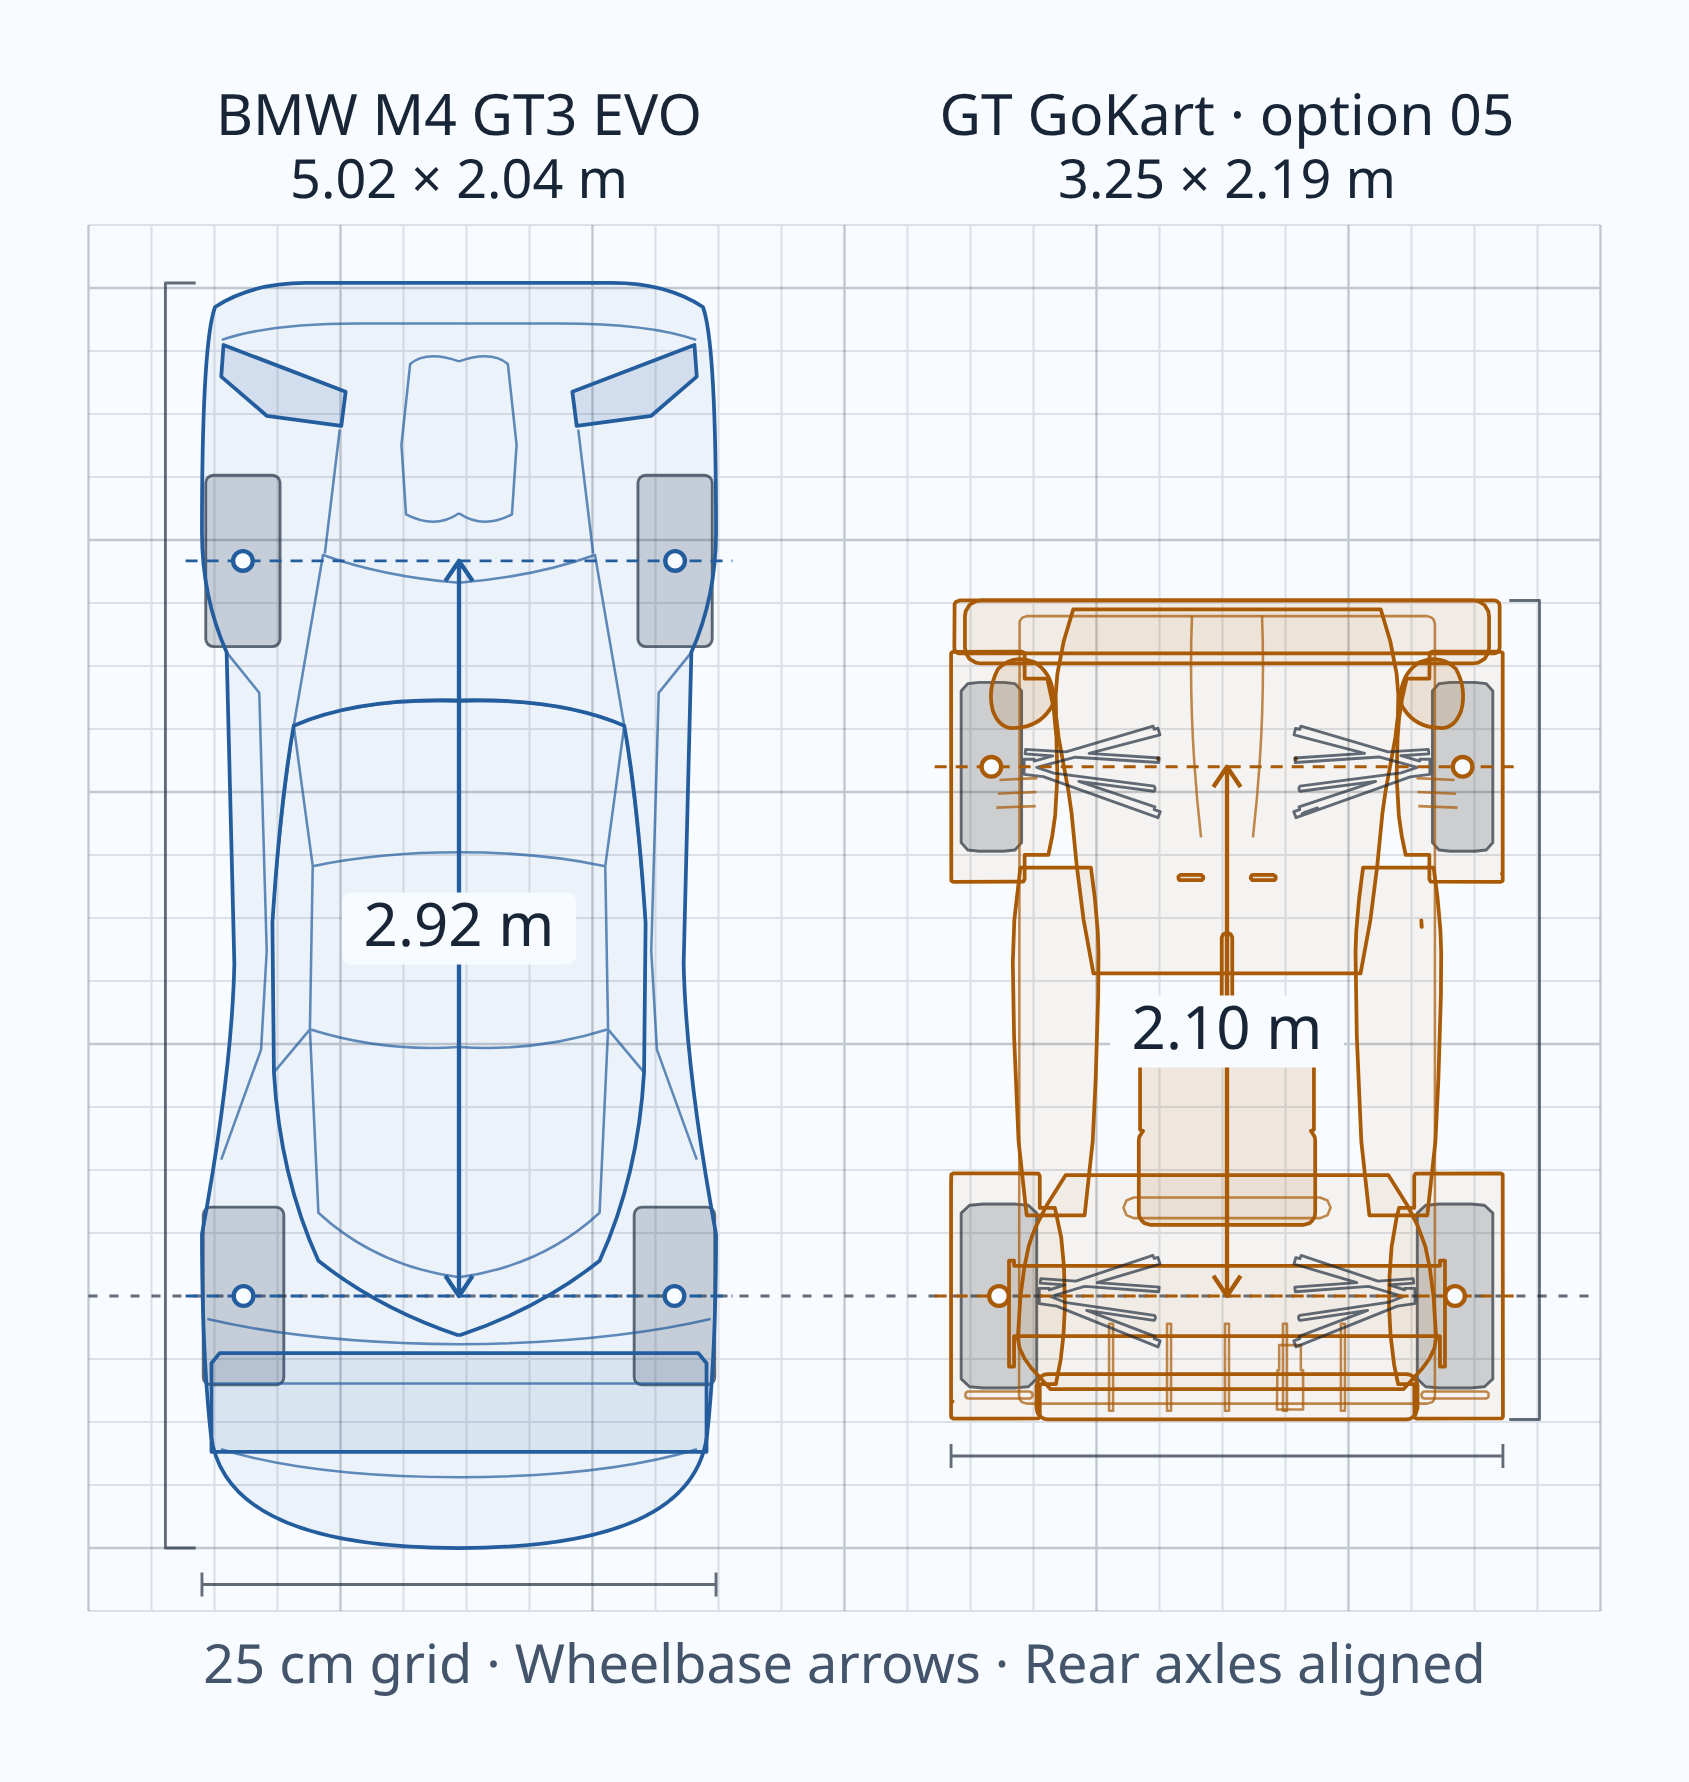 BMW M4 GT3 EVO
5.02 × 2.04 m
GT GoKart · option 05
3.25 × 2.19 m
2.92 m
2.10 m
25 cm grid · Wheelbase arrows · Rear axles aligned